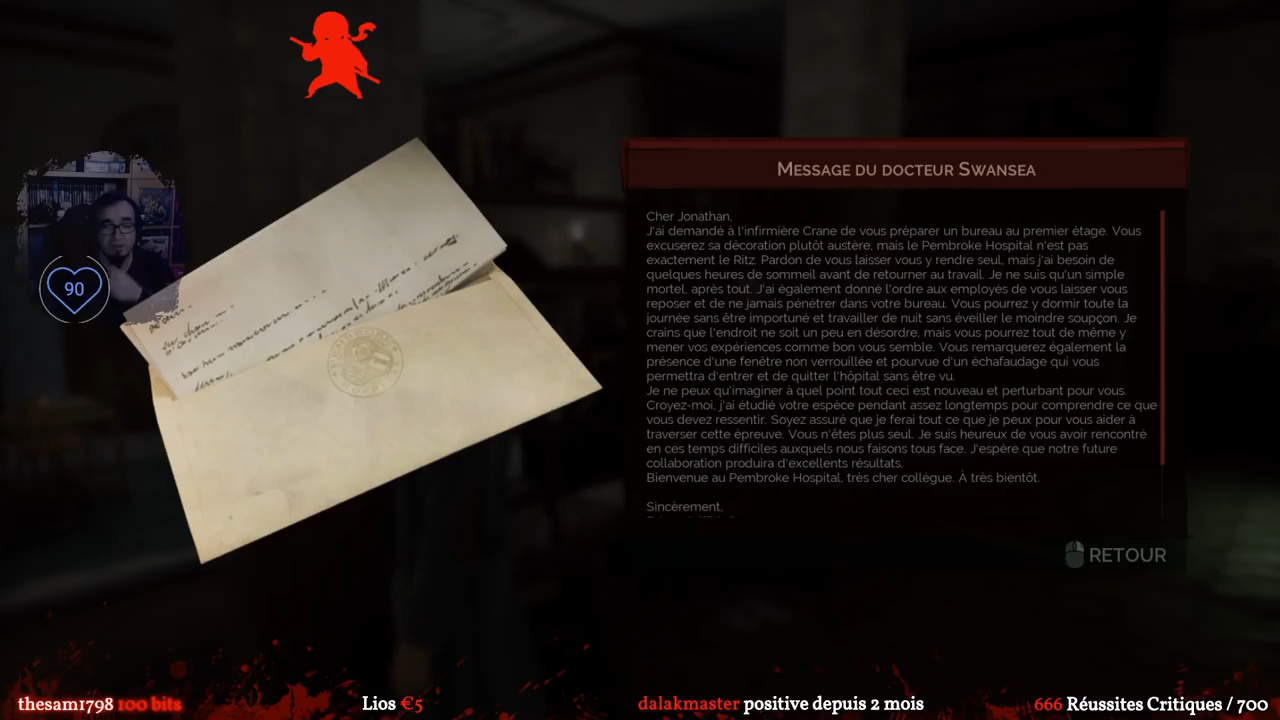 MESSAGE DU DOCTEUR SWANSEA
Cher Jonathan,
J'ai demandé à l'infirmière Crane de vous préparer un bureau au premier étage. Vous
excuserez sa décoration plutôt austère, mais le Pembroke Hospital n'est pas
exactement le Ritz. Pardon de vous laisser vous y rendre seul, mais j'ai besoin de
quelques heures de sommeil avant de retourner au travail. Je ne suis qu'un simple
mortel, après tout. J'ai également donné l'ordre aux employés de vous laisser vous
reposer et de ne jamais pénétrer dans votre bureau. Vous pourrez y dormir toute la
journée sans être importuné et travailler de nuit sans éveiller le moindre soupçon. Je
crains que l'endroit ne soit un peu en désordre, mais vous pourrez tout de même y
mener vos expériences comme bon vous semble. Vous remarquerez également la
présence d'une fenêtre non verrouillée et pourvue d'un échafaudage qui vous
permettra d'entrer et de quitter l'hôpital sans être vu.
Je ne peux qu'imaginer à quel point tout ceci est nouveau et perturbant pour vous.
Croyez-moi, j'ai étudié votre espèce pendant assez longtemps pour comprendre ce que
vous devez ressentir. Soyez assuré que je ferai tout ce que je peux pour vous aider à
traverser cette épreuve. Vous n'êtes plus seul. Je suis heureux de vous avoir rencontré
en ces temps difficiles auxquels nous faisons tous face. J'espère que notre future
collaboration produira d'excellents résultats.
Bienvenue au Pembroke Hospital, très cher collègue. À très bientôt.
Sincèrement,
90
RETOUR
thesam1798 100 bits
Lios €5
dalakmaster positive depuis 2 mois
666 Réussites Critiques / 700